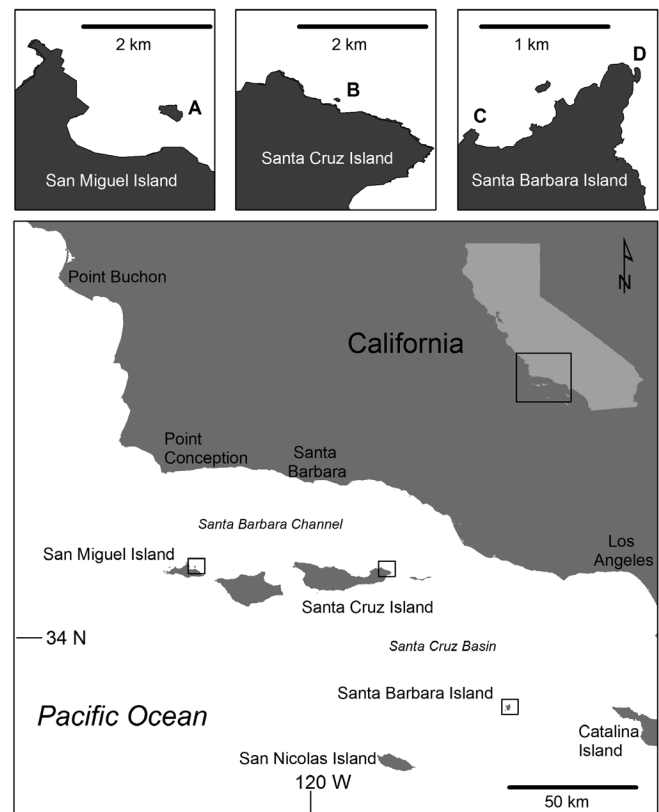 2 km
A
San Miguel Island
2 km
B
Santa Cruz Island
1 km
D
C
Santa Barbara Island
Point Buchon
N
California
Point
Conception
Santa
Barbara
Santa Barbara Channel
San Miguel Island
Los
Angeles
Santa Cruz Island
34 N
Santa Cruz Basin
Santa Barbara Island
Pacific Ocean
Catalina
Island
San Nicolas Island
120 W
50 km